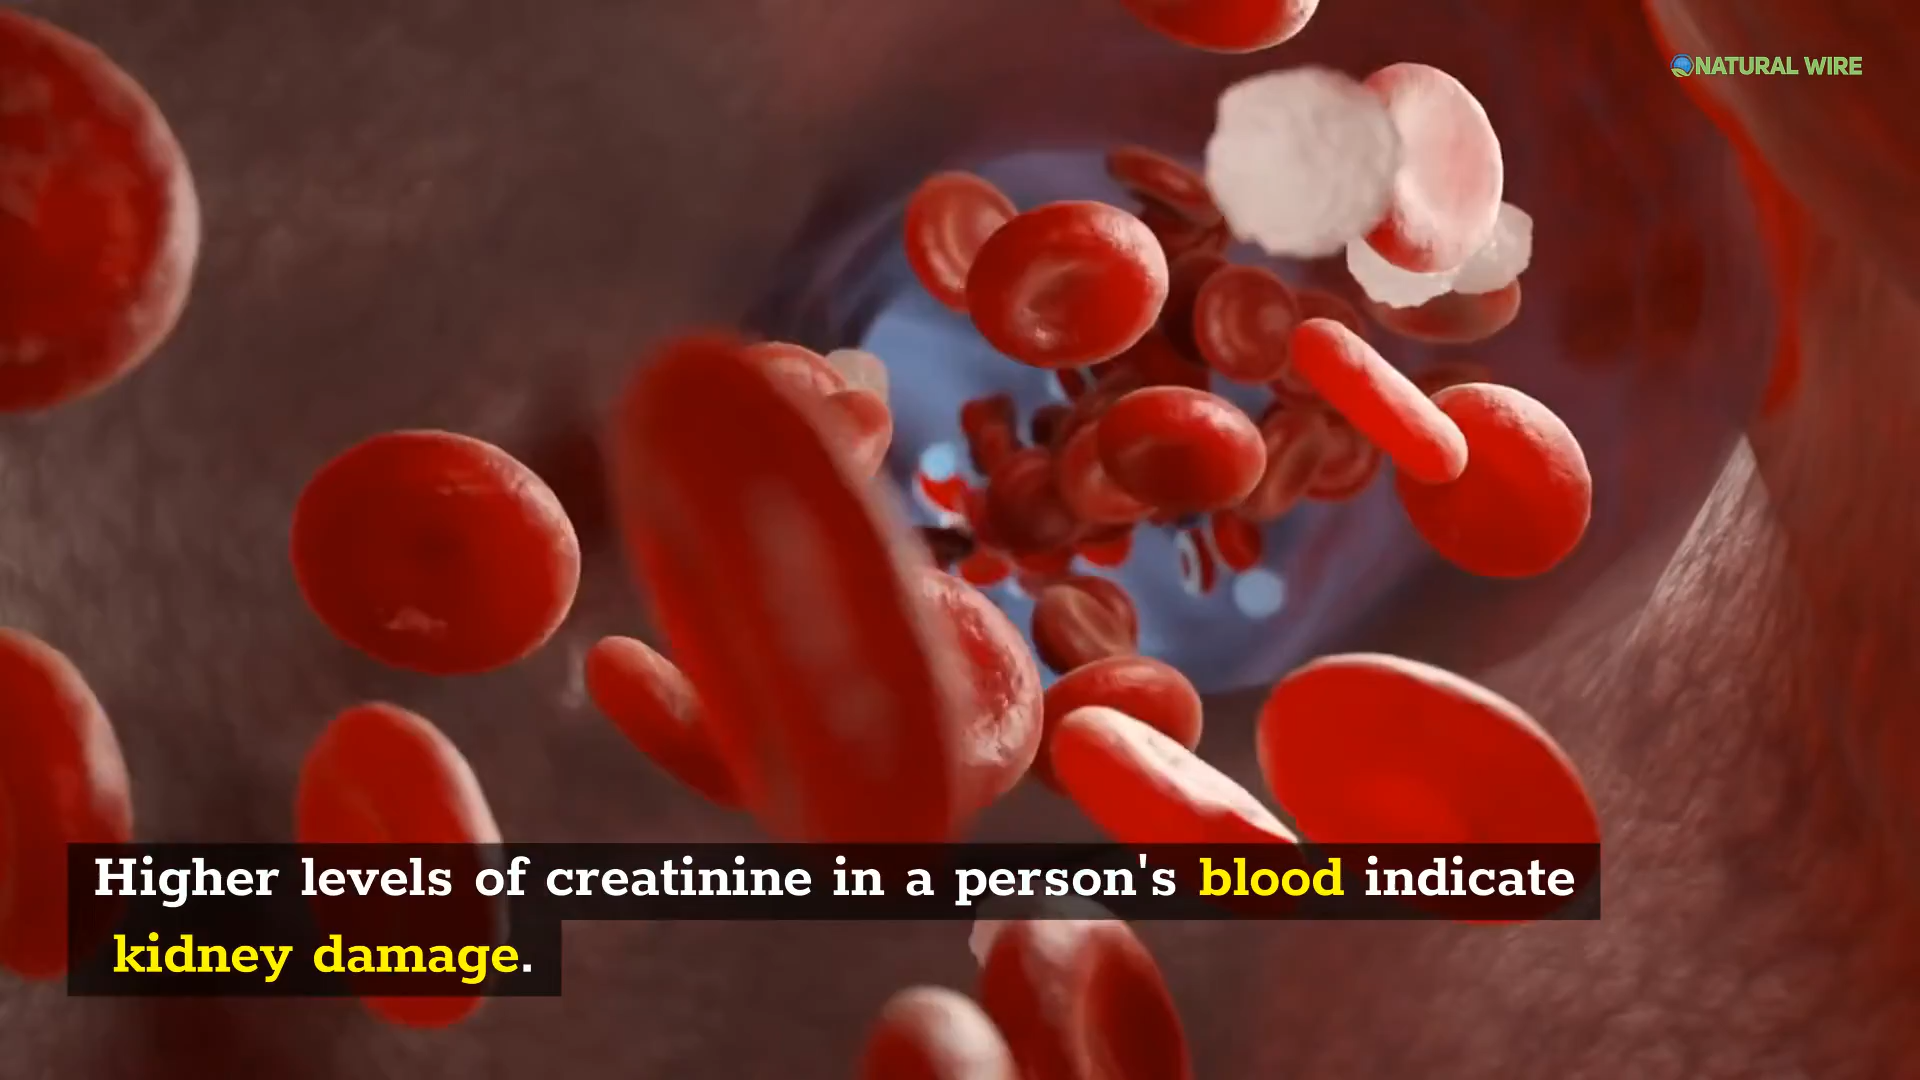 NATURAL WIRE
Higher levels of creatinine in a person's blood indicate
kidney damage.